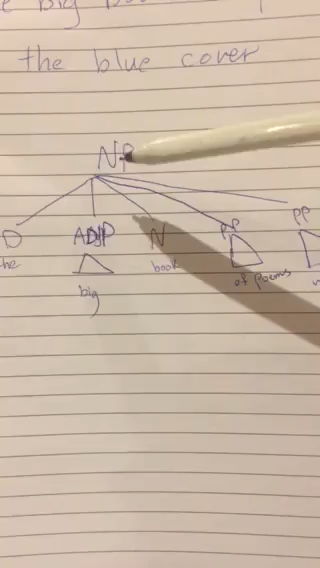 the blue cover
NP
D ADJP N PP PP
the big book of poems